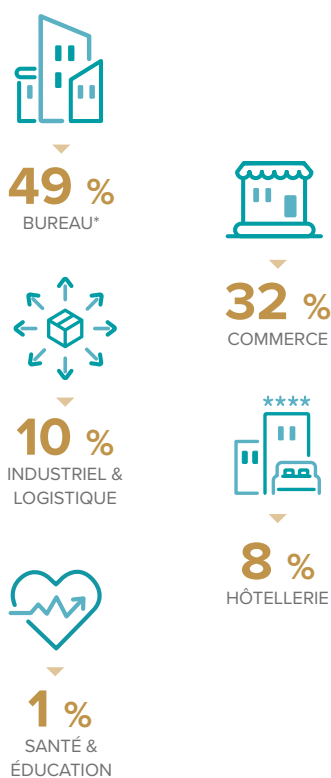 49 %
BUREAU*
32 %
COMMERCE
10 %
INDUSTRIEL &
LOGISTIQUE
****
8 %
HÔTELLERIE
1 %
SANTÉ &
ÉDUCATION